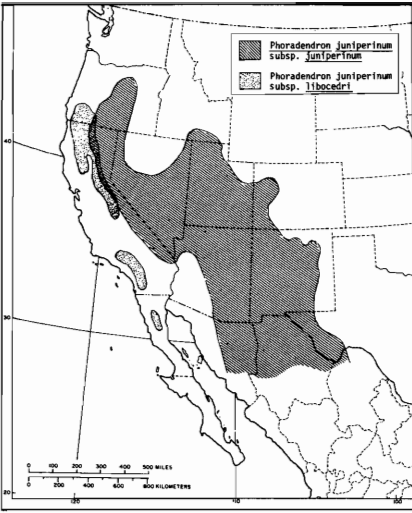 Phoradendron juniperinum
subsp. juniperinum
Phoradendron juniperinum
subsp. libocedri
40
30
20
0 100 200 300 400 500 MILES
0 200 400 600 800 KILOMETERS
120
110
100